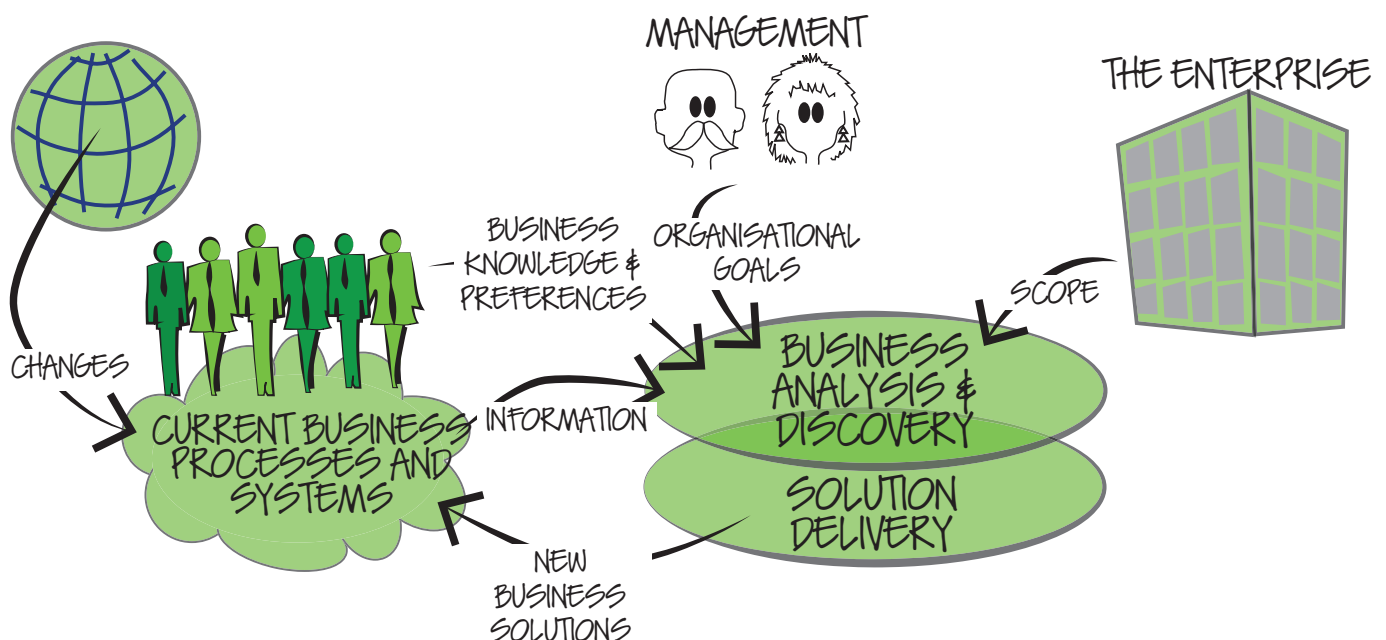 MANAGEMENT
THE ENTERPRISE
BUSINESS
KNOWLEDGE &
PREFERENCES
ORGANISATIONAL
GOALS
SCOPE
CHANGES
BUSINESS
ANALYSIS &
DISCOVERY
INFORMATION
CURRENT BUSINESS
PROCESSES AND
SYSTEMS
SOLUTION
DELIVERY
NEW
BUSINESS
SOLUTIONS